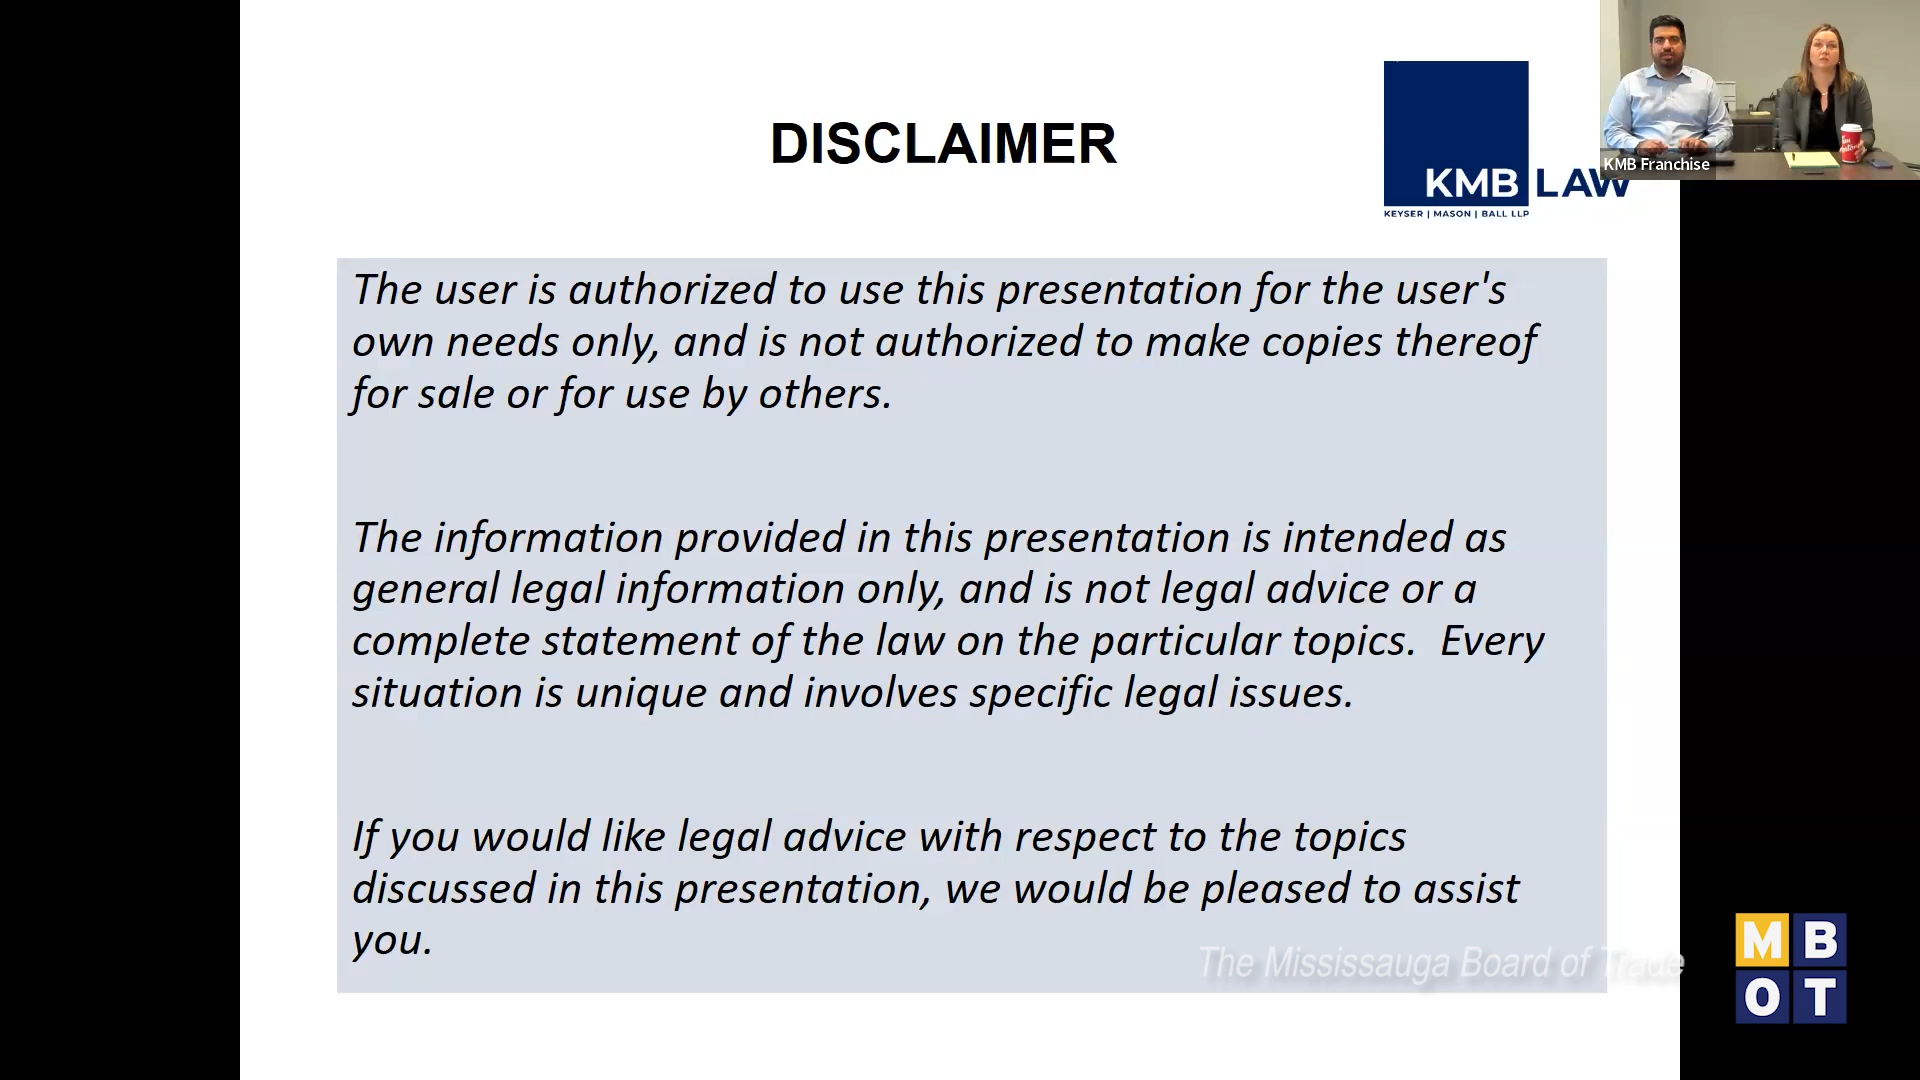 DISCLAIMER
KMB LAW
KEYSER | MASON | BALL LLP
KMB Franchise
The user is authorized to use this presentation for the user's
own needs only, and is not authorized to make copies thereof
for sale or for use by others.
The information provided in this presentation is intended as
general legal information only, and is not legal advice or a
complete statement of the law on the particular topics.  Every
situation is unique and involves specific legal issues.
If you would like legal advice with respect to the topics
discussed in this presentation, we would be pleased to assist
you.
The Mississauga Board of Trade
M B
O T